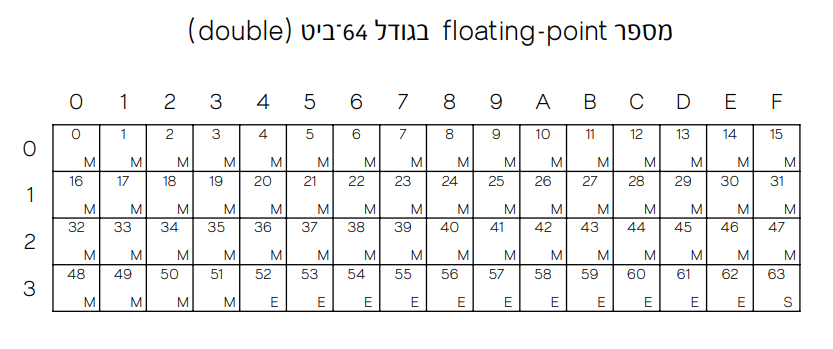 מספר floating-point בגודל 64־ביט (double)
0 1 2 3 4 5 6 7 8 9 A B C D E F
0 1 2 3 4 5 6 7 8 9 10 11 12 13 14 15
0
M M M M M M M M M M M M M M M M
16 17 18 19 20 21 22 23 24 25 26 27 28 29 30 31
1
M M M M M M M M M M M M M M M M
32 33 34 35 36 37 38 39 40 41 42 43 44 45 46 47
2
M M M M M M M M M M M M M M M M
48 49 50 51 52 53 54 55 56 57 58 59 60 61 62 63
3
M M M M E E E E E E E E E E E S